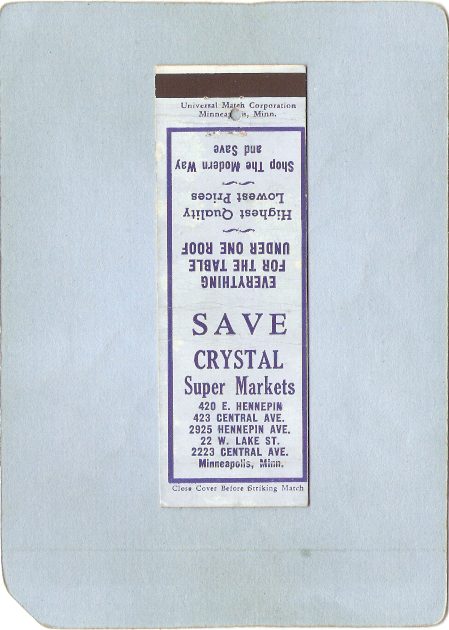 Universal Match Corporation
Minneapolis, Minn.
EVERYTHING
FOR THE TABLE
UNDER ONE ROOF
Highest Quality
Lowest Prices
Shop The Modern Way
and Save
SAVE
CRYSTAL
Super Markets
420 E. HENNEPIN
423 CENTRAL AVE.
2925 HENNEPIN AVE.
22 W. LAKE ST.
2223 CENTRAL AVE.
Minneapolis, Minn.
Close Cover Before Striking Match